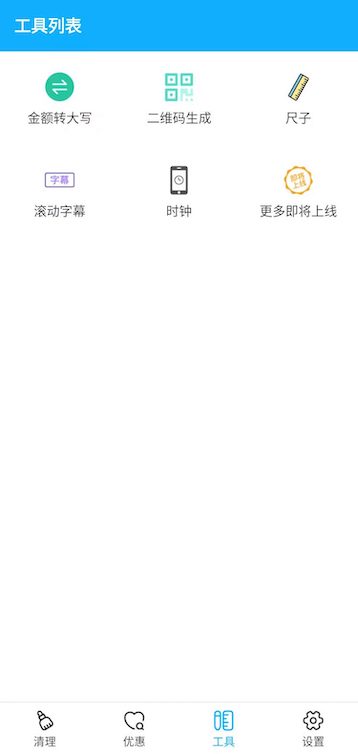 工具列表
金额转大写
二维码生成
尺子
字幕
即将
上线
滚动字幕
时钟
更多即将上线
清理
优惠
工具
设置